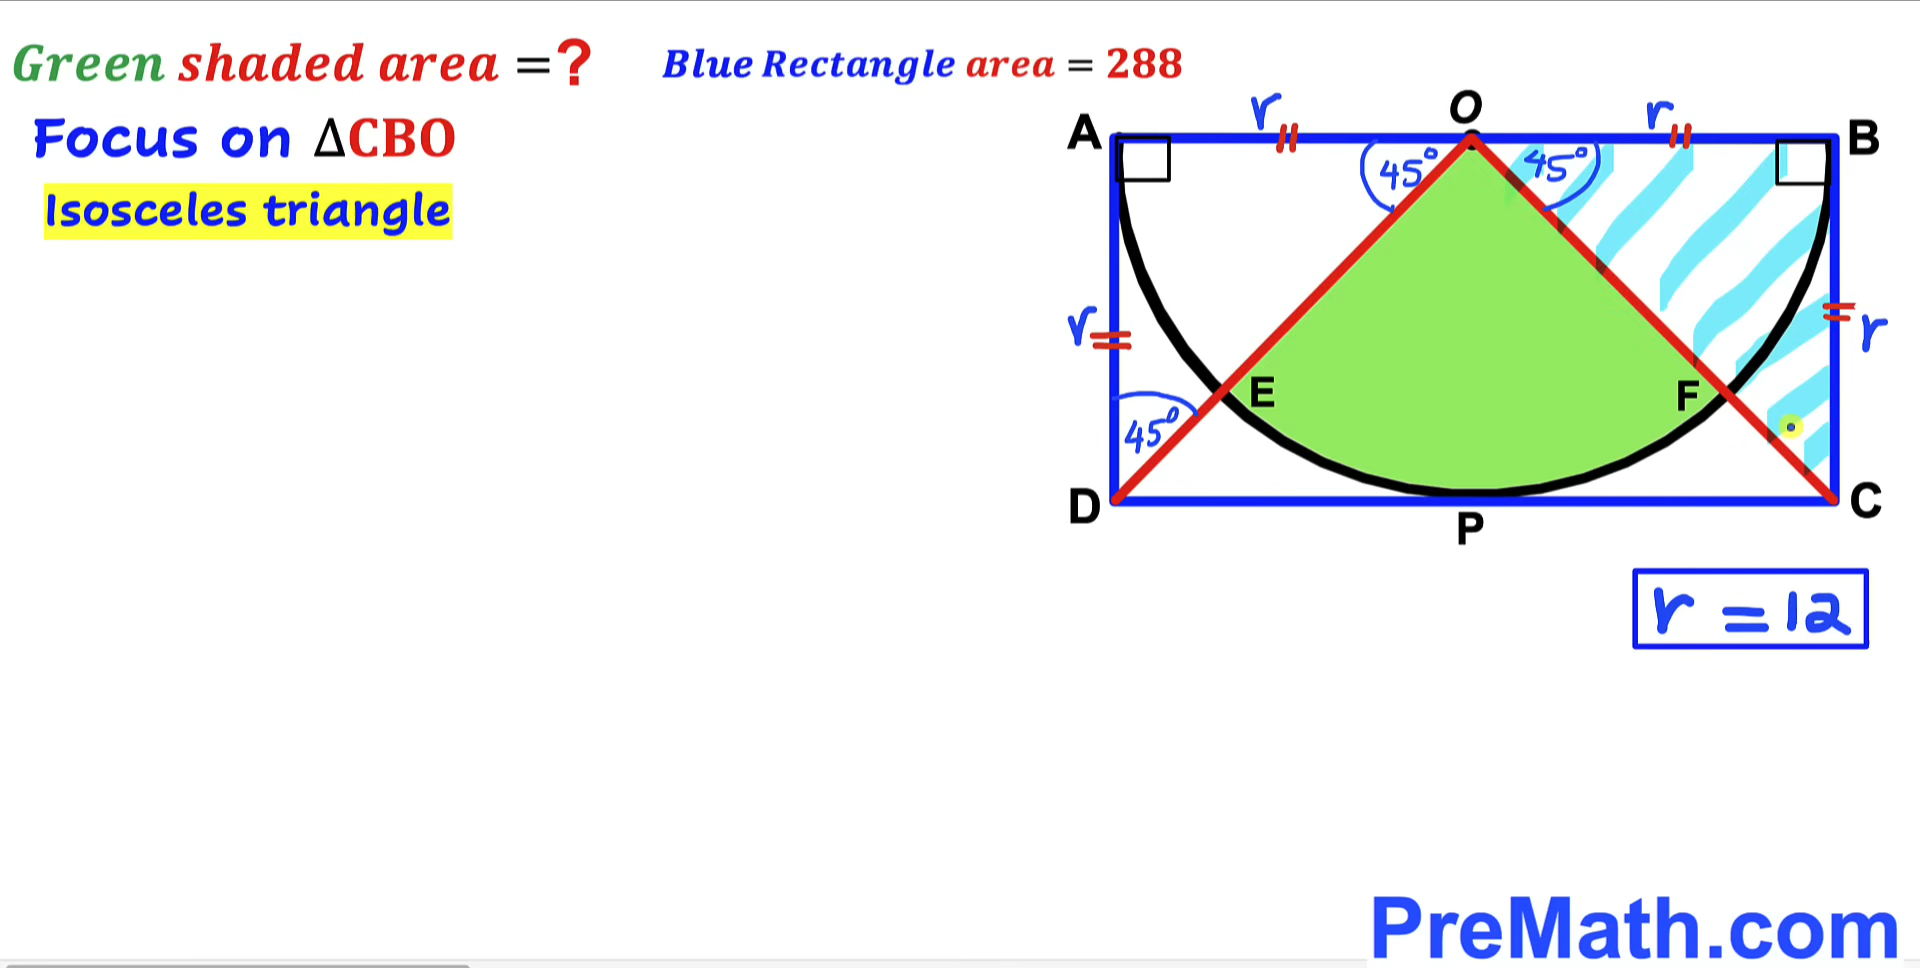 Green shaded area =? Blue Rectangle area = 288
Focus on ΔCBO
Isosceles triangle
r O r
A B
45° 45°
r r
E F
45°
D C
P
r = 12
PreMath.com